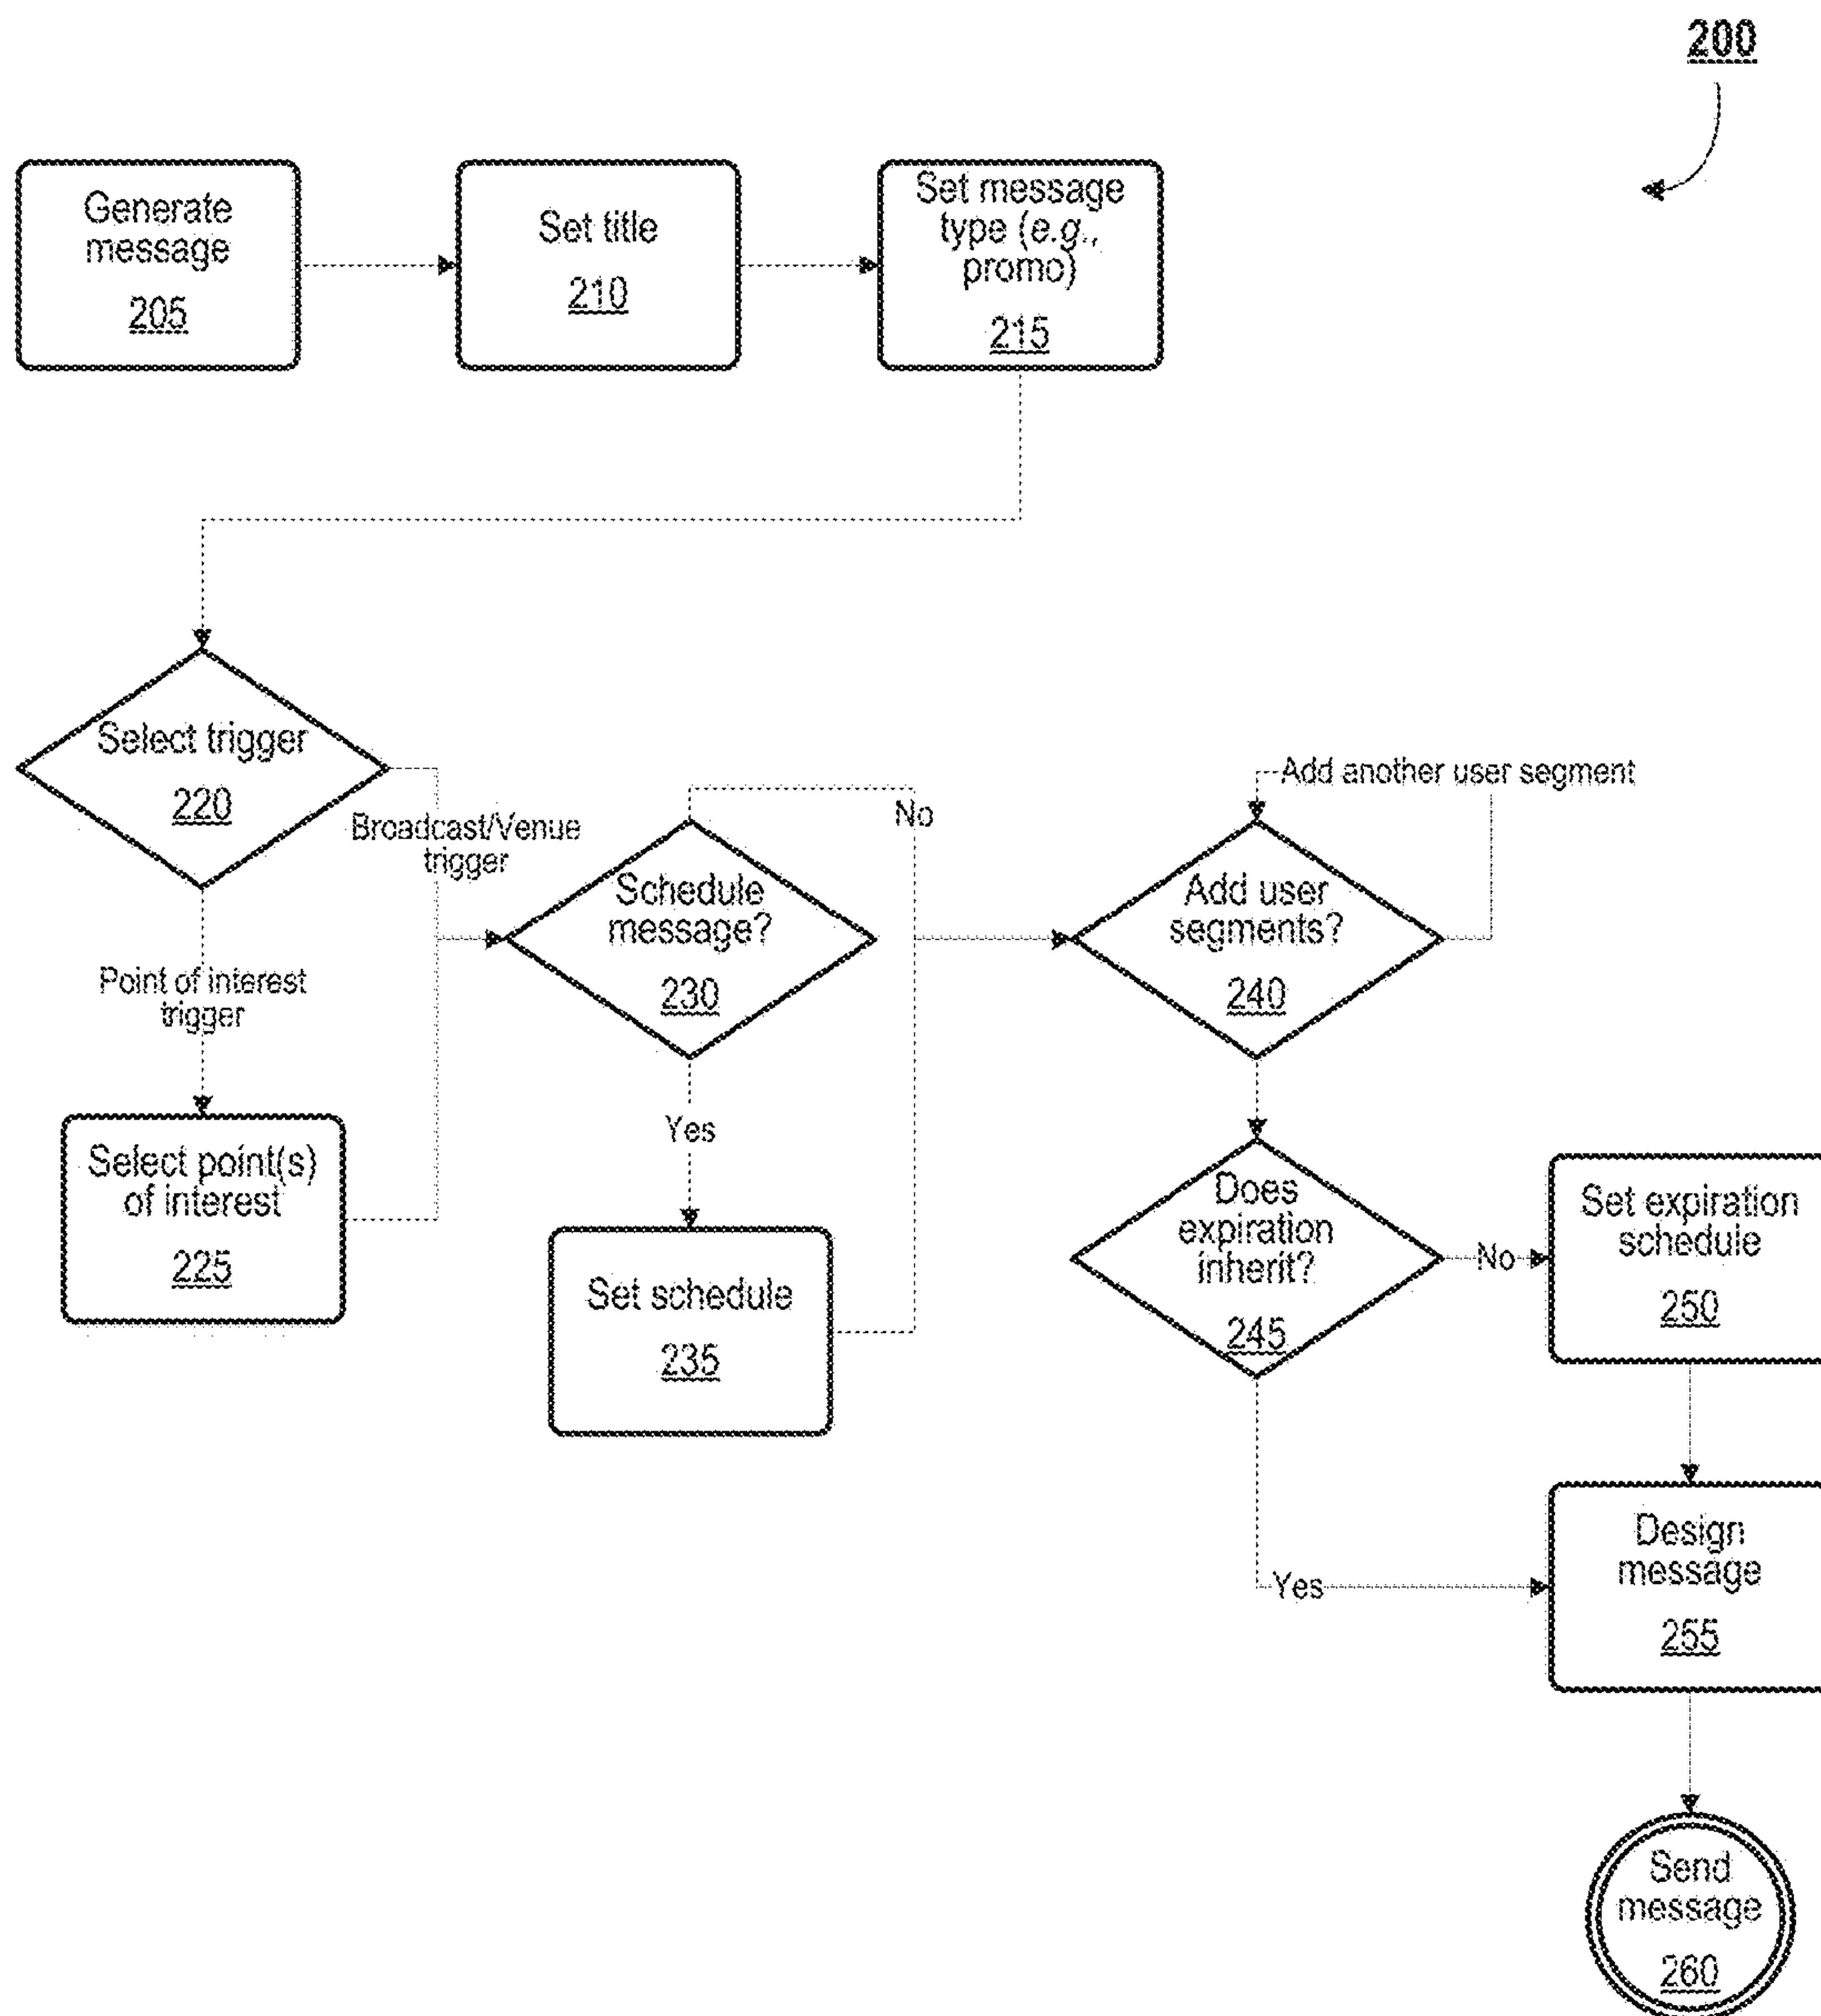 200
Generate
message
205
Set title
210
Set message
type (e.g.,
promo)
215
Select trigger
220
Broadcast/Venue
trigger
Point of interest
trigger
Select point(s)
of interest
225
Schedule
message?
230
No
Yes
Set schedule
235
Add another user segment
Add user
segments?
240
Does
expiration
inherit?
245
No
Yes
Set expiration
schedule
250
Design
message
255
Send
message
260